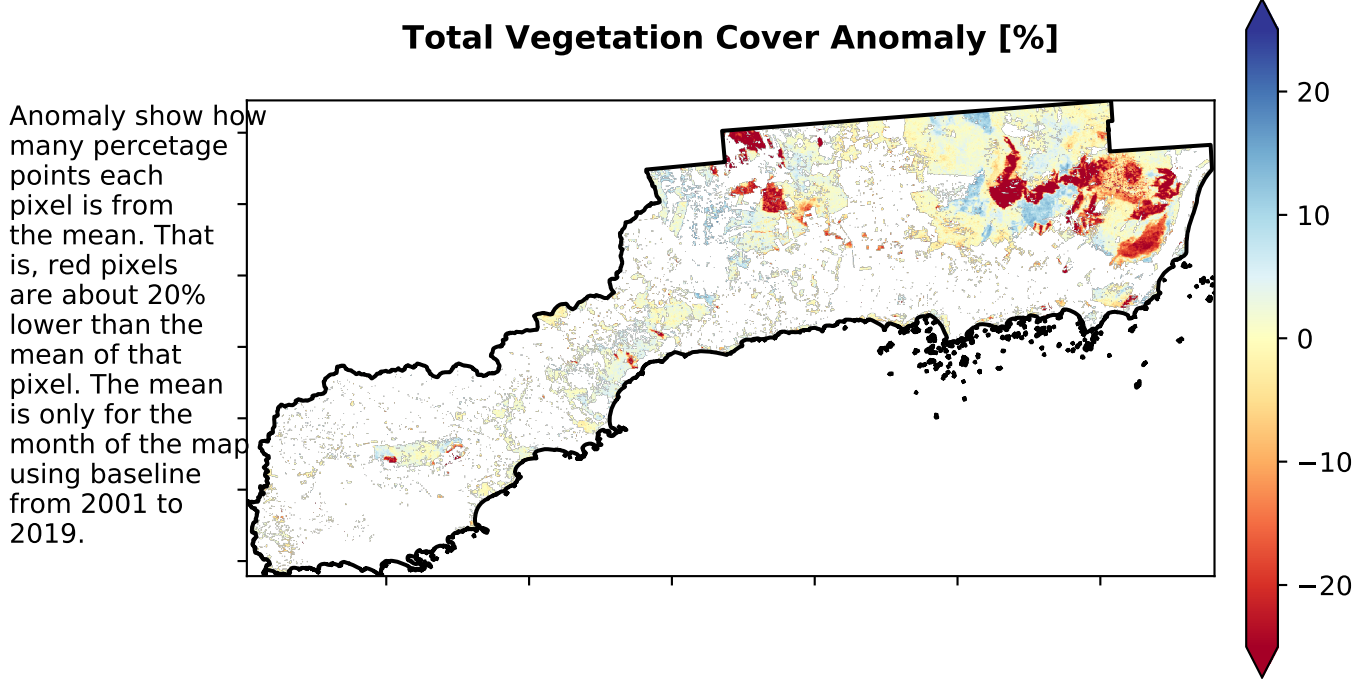 Total Vegetation Cover Anomaly [%]
Anomaly show how
many percetage
points each
pixel is from
the mean. That
is, red pixels
are about 20%
lower than the
mean of that
pixel. The mean
is only for the
month of the map
using baseline
from 2001 to
2019.
20
10
0
−10
−20